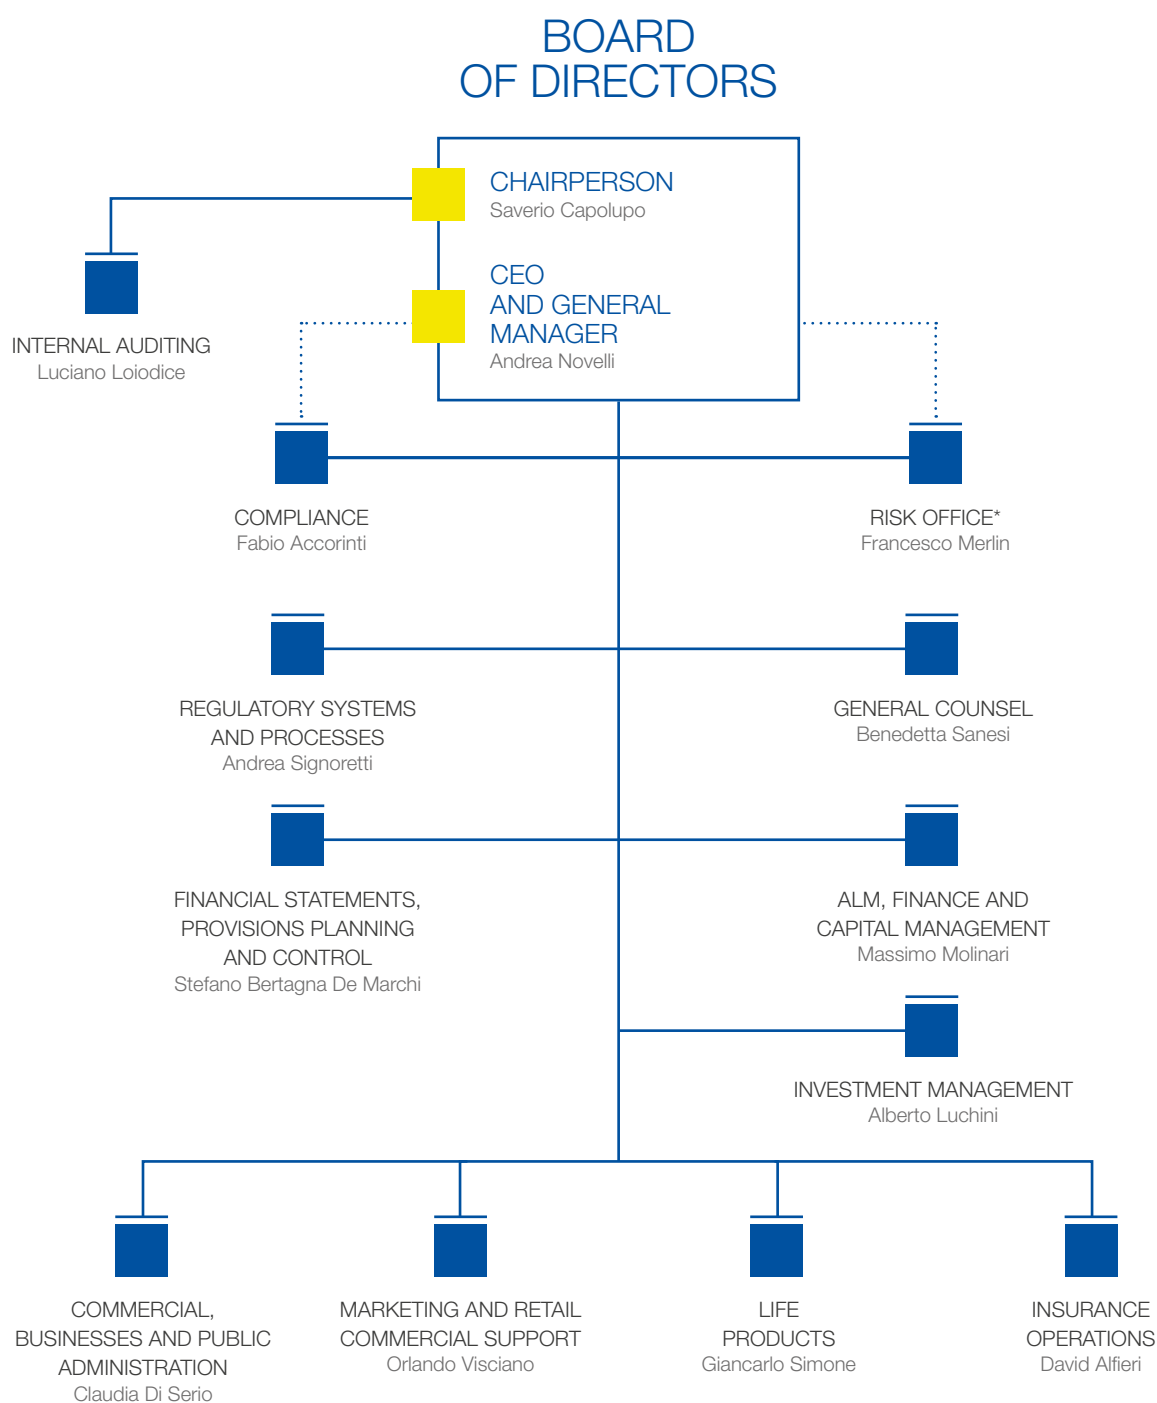 BOARD
OF DIRECTORS
CHAIRPERSON
Saverio Capolupo
CEO
AND GENERAL
MANAGER
Andrea Novelli
INTERNAL AUDITING
Luciano Loiodice
COMPLIANCE
Fabio Accorinti
RISK OFFICE*
Francesco Merlin
REGULATORY SYSTEMS
AND PROCESSES
Andrea Signoretti
GENERAL COUNSEL
Benedetta Sanesi
FINANCIAL STATEMENTS,
PROVISIONS PLANNING
AND CONTROL
Stefano Bertagna De Marchi
ALM, FINANCE AND
CAPITAL MANAGEMENT
Massimo Molinari
INVESTMENT MANAGEMENT
Alberto Luchini
COMMERCIAL,
BUSINESSES AND PUBLIC
ADMINISTRATION
Claudia Di Serio
MARKETING AND RETAIL
COMMERCIAL SUPPORT
Orlando Visciano
LIFE
PRODUCTS
Giancarlo Simone
INSURANCE
OPERATIONS
David Alfieri